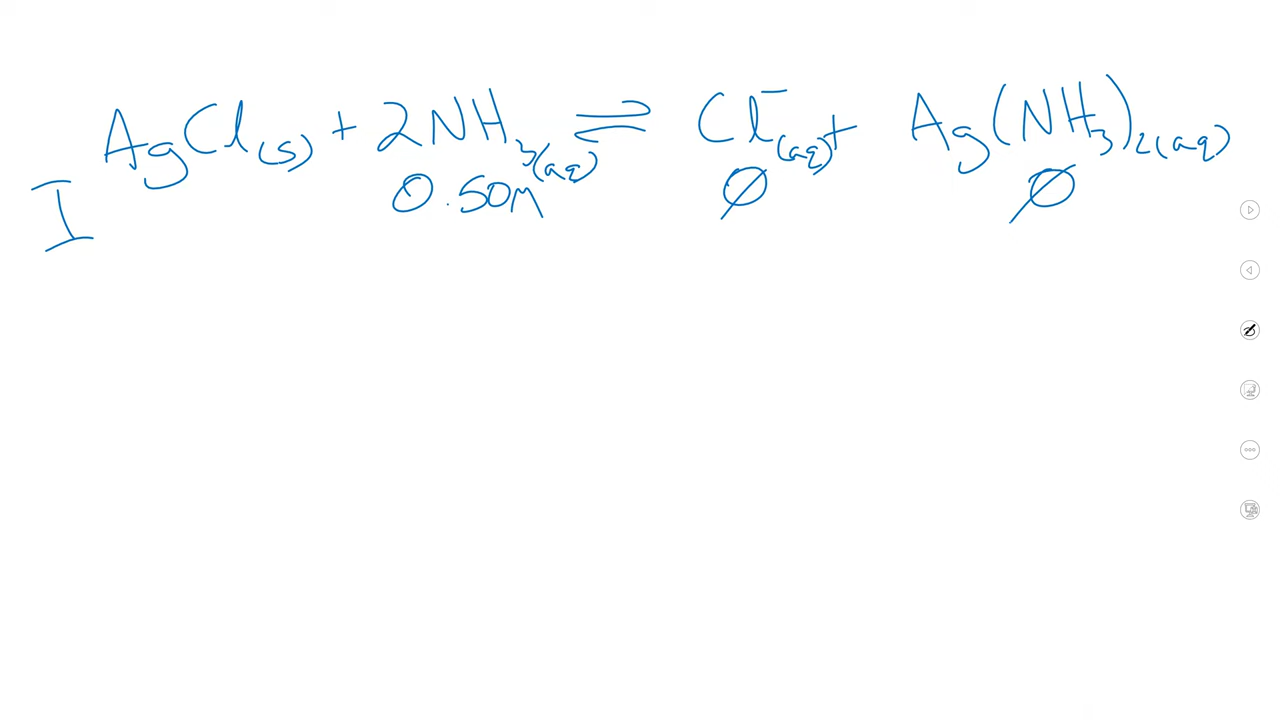 AgCl(s) + 2NH3(aq) ⇌ Cl⁻(aq) + Ag(NH3)2(aq)
I 0.50M ∅ ∅